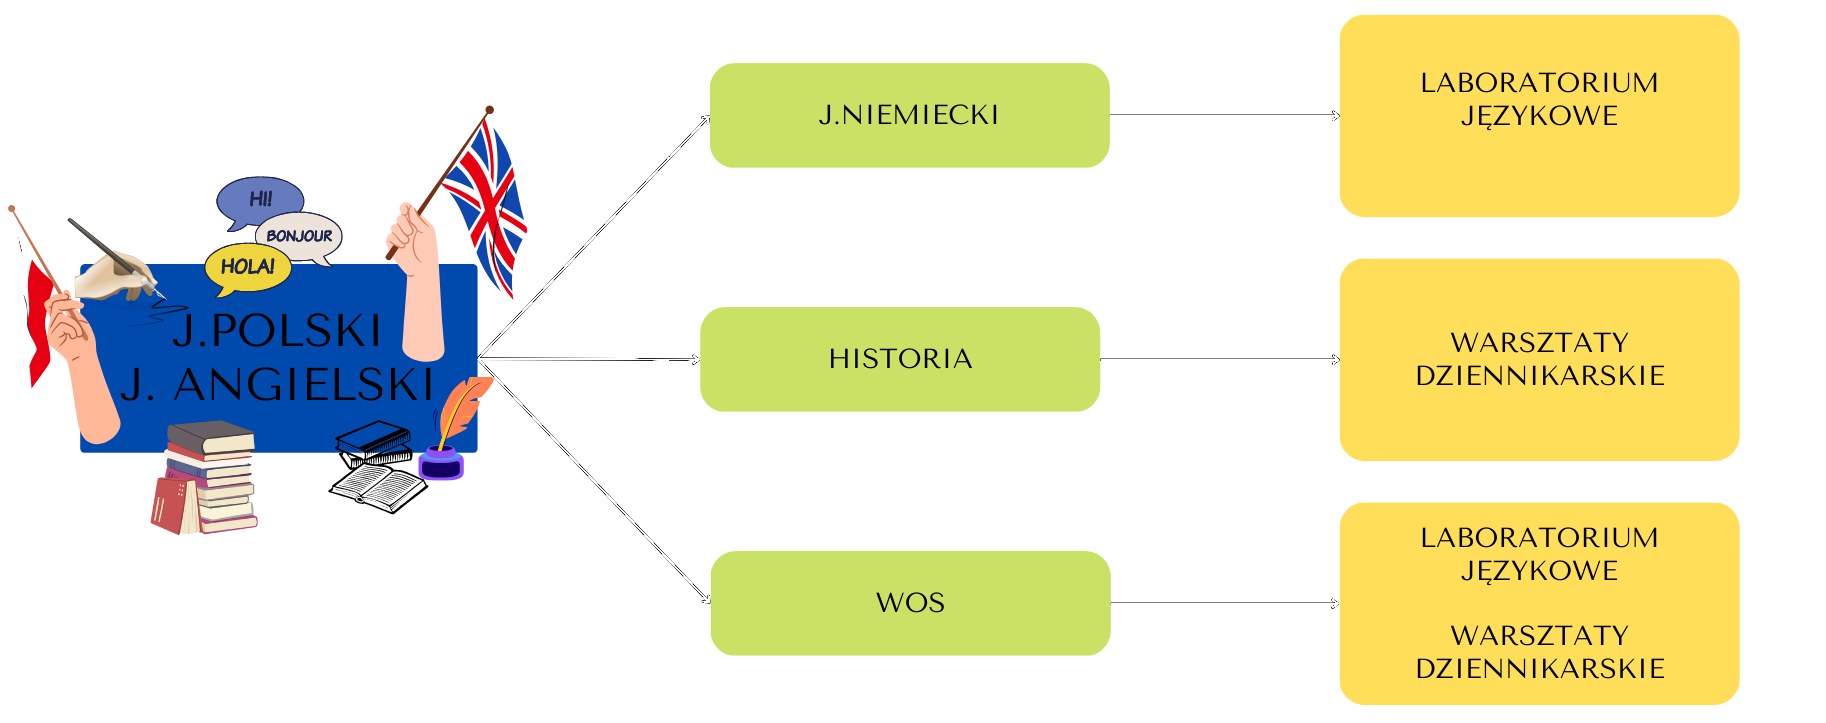 HI!
BONJOUR
HOLA!
J.POLSKI
J. ANGIELSKI
J.NIEMIECKI
LABORATORIUM
JĘZYKOWE
HISTORIA
WARSZTATY
DZIENNIKARSKIE
WOS
LABORATORIUM
JĘZYKOWE
WARSZTATY
DZIENNIKARSKIE